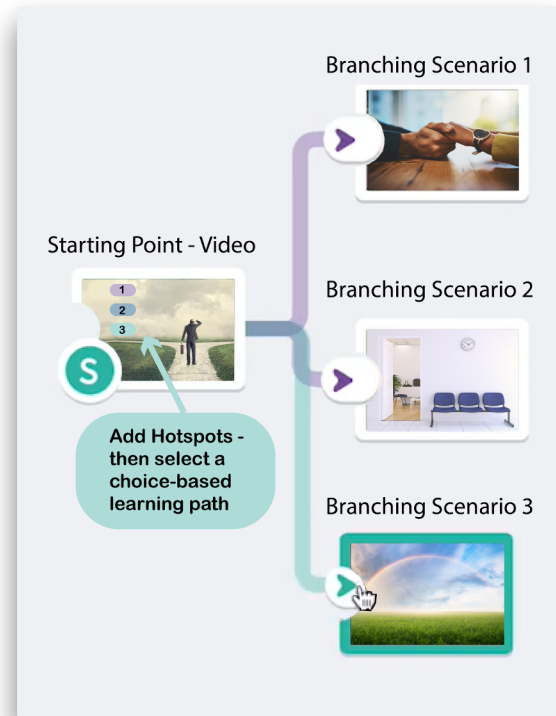 Branching Scenario 1
Starting Point - Video
1
2
3
S
Add Hotspots -
then select a
choice-based
learning path
Branching Scenario 2
Branching Scenario 3